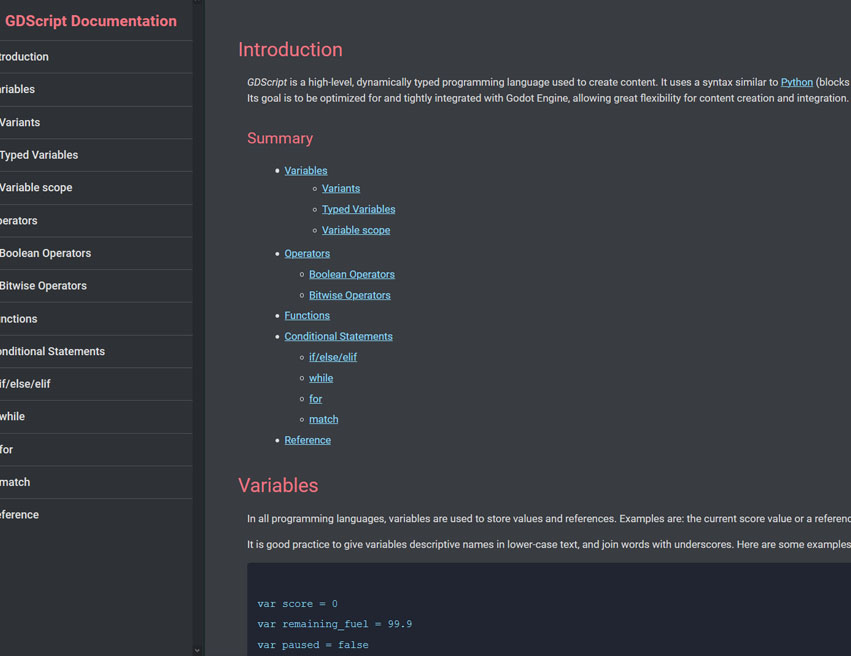 GDScript Documentation
troduction
ariables
Variants
Typed Variables
Variable scope
perators
Boolean Operators
Bitwise Operators
nctions
onditional Statements
if/else/elif
while
for
match
eference
Introduction
GDScript is a high-level, dynamically typed programming language used to create content. It uses a syntax similar to Python (blocks
Its goal is to be optimized for and tightly integrated with Godot Engine, allowing great flexibility for content creation and integration.
Summary
Variables
Variants
Typed Variables
Variable scope
Operators
Boolean Operators
Bitwise Operators
Functions
Conditional Statements
if/else/elif
while
for
match
Reference
Variables
In all programming languages, variables are used to store values and references. Examples are: the current score value or a referenc
It is good practice to give variables descriptive names in lower-case text, and join words with underscores. Here are some examples
var score = 0
var remaining_fuel = 99.9
var paused = false